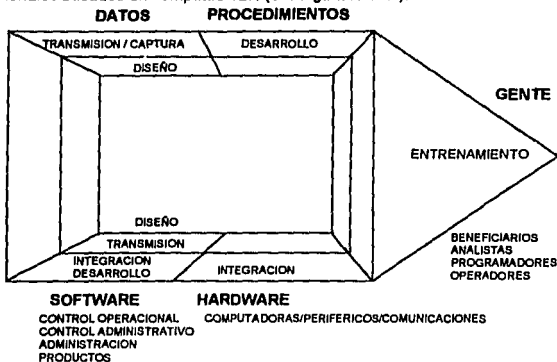 DATOS PROCEDIMIENTOS
TRANSMISION / CAPTURA DESARROLLO
DISEÑO
GENTE
ENTRENAMIENTO
DISEÑO
TRANSMISION
INTEGRACION
DESARROLLO
INTEGRACION
BENEFICIARIOS
ANALISTAS
PROGRAMADORES
OPERADORES
SOFTWARE HARDWARE
CONTROL OPERACIONAL COMPUTADORAS/PERIFERICOS/COMUNICACIONES
CONTROL ADMINISTRATIVO
ADMINISTRACION
PRODUCTOS